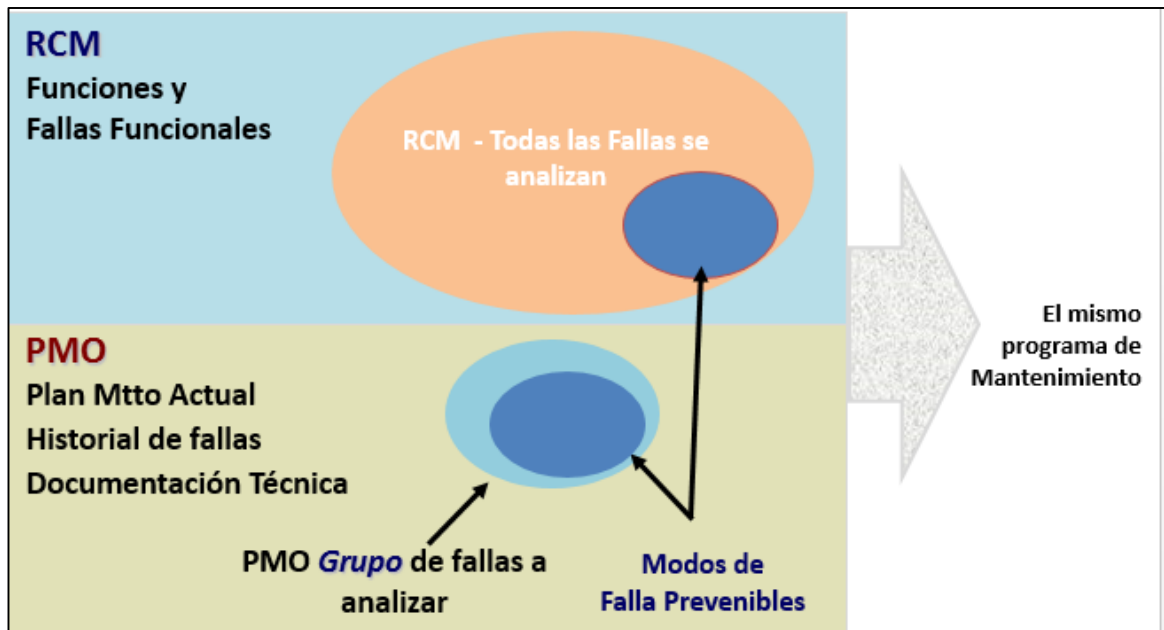 RCM
Funciones y
Fallas Funcionales
RCM - Todas las Fallas se
analizan
PMO
Plan Mtto Actual
Historial de fallas
Documentación Técnica
PMO Grupo de fallas a
analizar
Modos de
Falla Prevenibles
El mismo
programa de
Mantenimiento